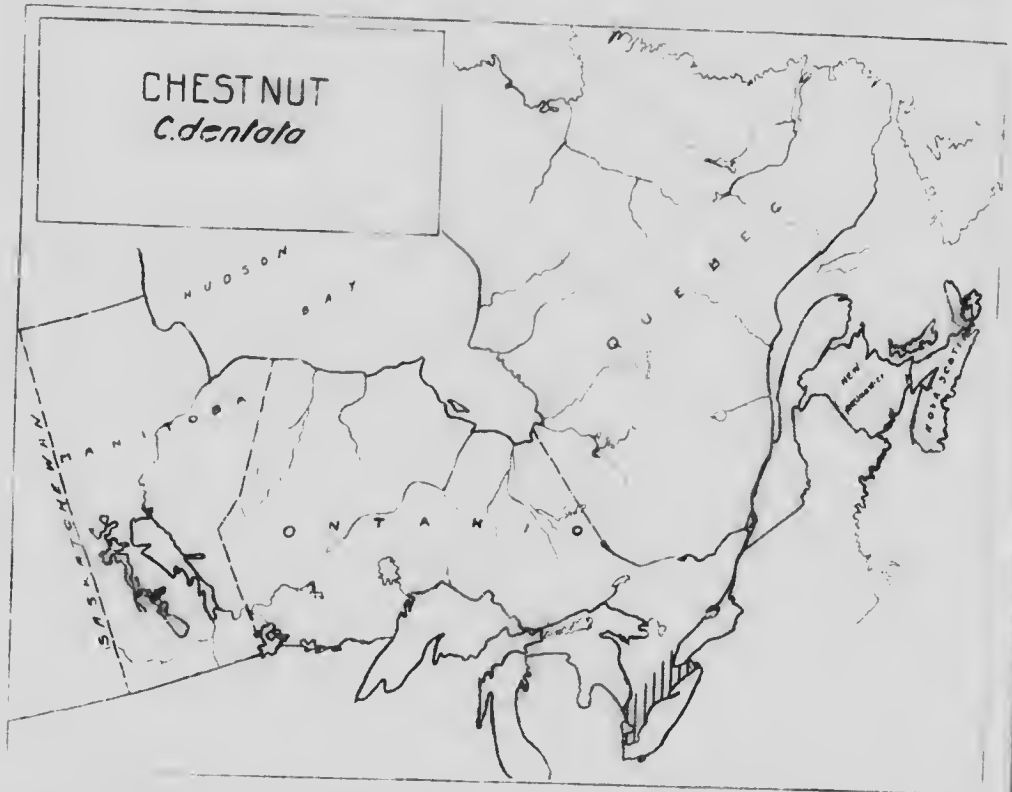 CHESTNUT
C. dentata
HUDSON
BAY
QUEBEC
MANITOBA
SASKATCHEWAN
ONTARIO
NEW
BRUNSWICK
NOVA SCOTIA